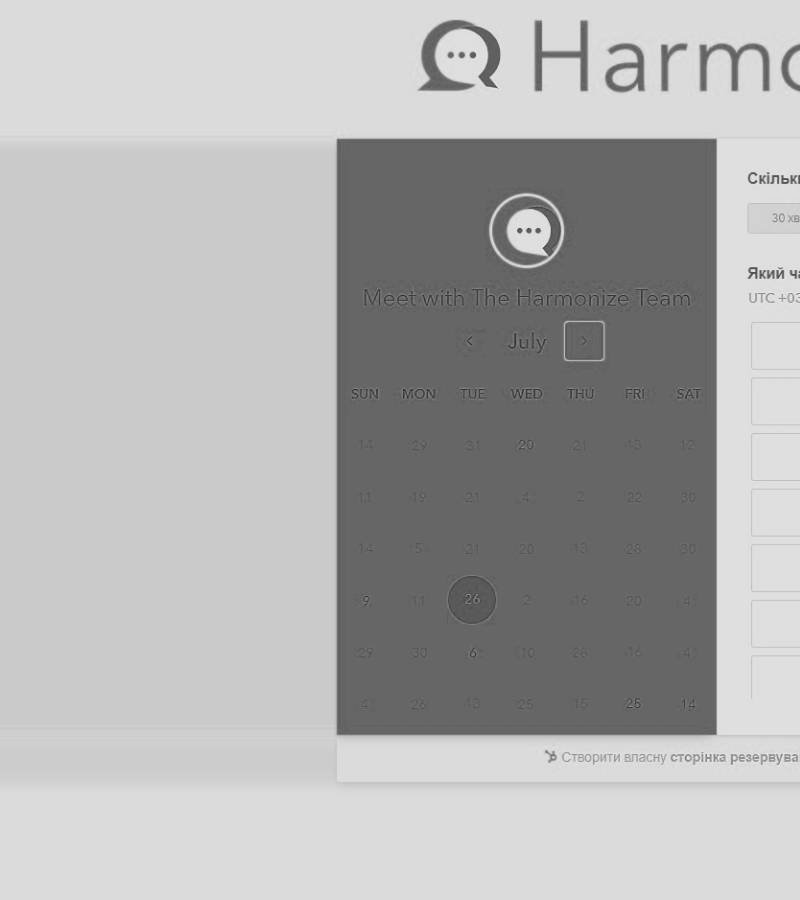 Harmo
Скільки
30 хв
Який ча
UTC +03
Meet with The Harmonize Team
July
SUN MON TUE WED THU FRI SAT
14 29 31 20 21 13 12
11 19 21 4 2 22 30
14 5 21 20 13 28 30
9 11 26 2 16 20 4
29 30 6 10 28 16 4
4 26 13 25 15 25 14
Створити власну сторінка резервува